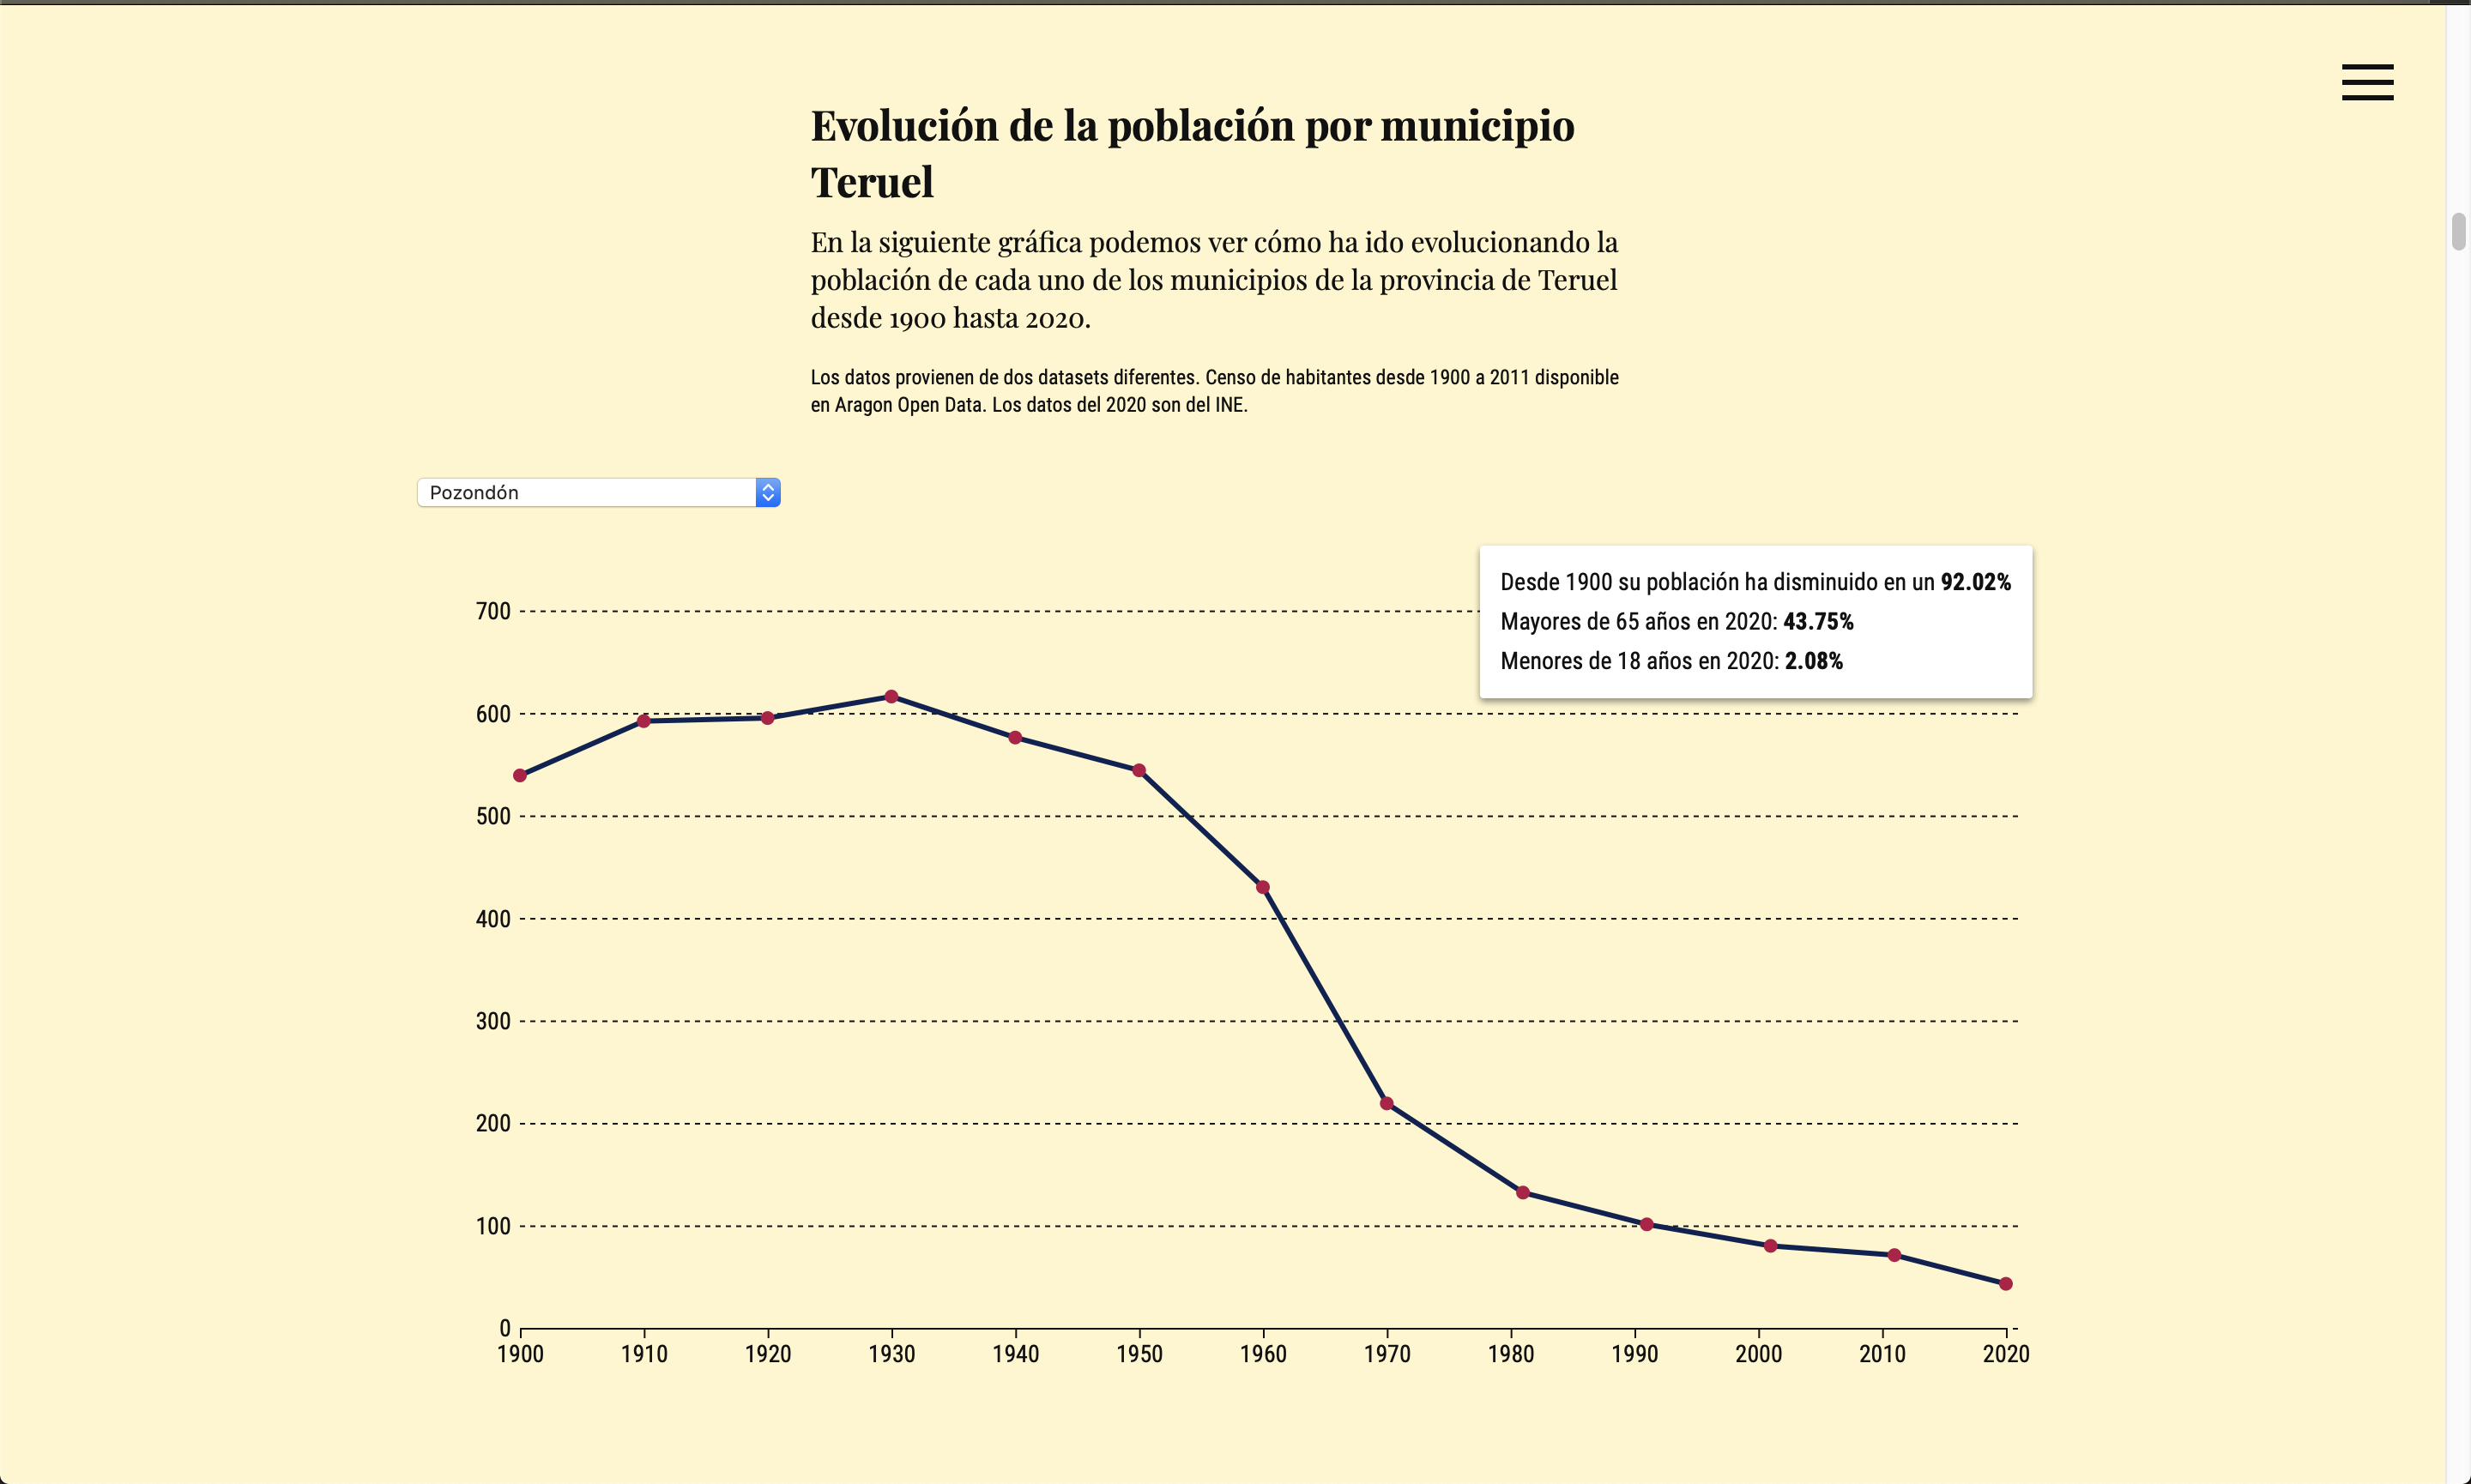 Evolución de la población por municipio
Teruel
En la siguiente gráfica podemos ver cómo ha ido evolucionando la
población de cada uno de los municipios de la provincia de Teruel
desde 1900 hasta 2020.
Los datos provienen de dos datasets diferentes. Censo de habitantes desde 1900 a 2011 disponible
en Aragon Open Data. Los datos del 2020 son del INE.
Pozondón
Desde 1900 su población ha disminuido en un 92.02%
Mayores de 65 años en 2020: 43.75%
Menores de 18 años en 2020: 2.08%
700
600
500
400
300
200
100
0
1900 1910 1920 1930 1940 1950 1960 1970 1980 1990 2000 2010 2020